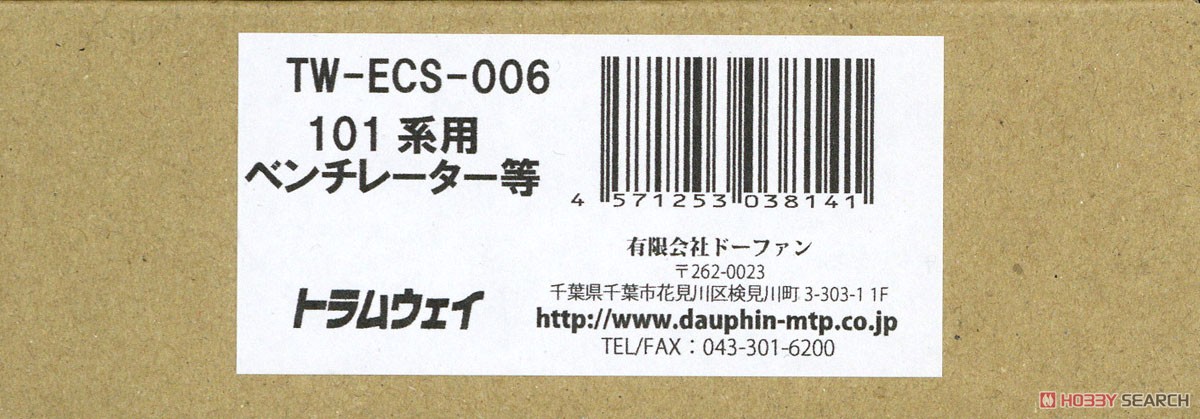 TW-ECS-006
101 系用
ベンチレーター等
トラムウェイ
4 571253 038141
有限会社ドーファン
〒262-0023
千葉県千葉市花見川区検見川町 3-303-1 1F
http://www.dauphin-mtp.co.jp
TEL/FAX：043-301-6200
HOBBY SEARCH